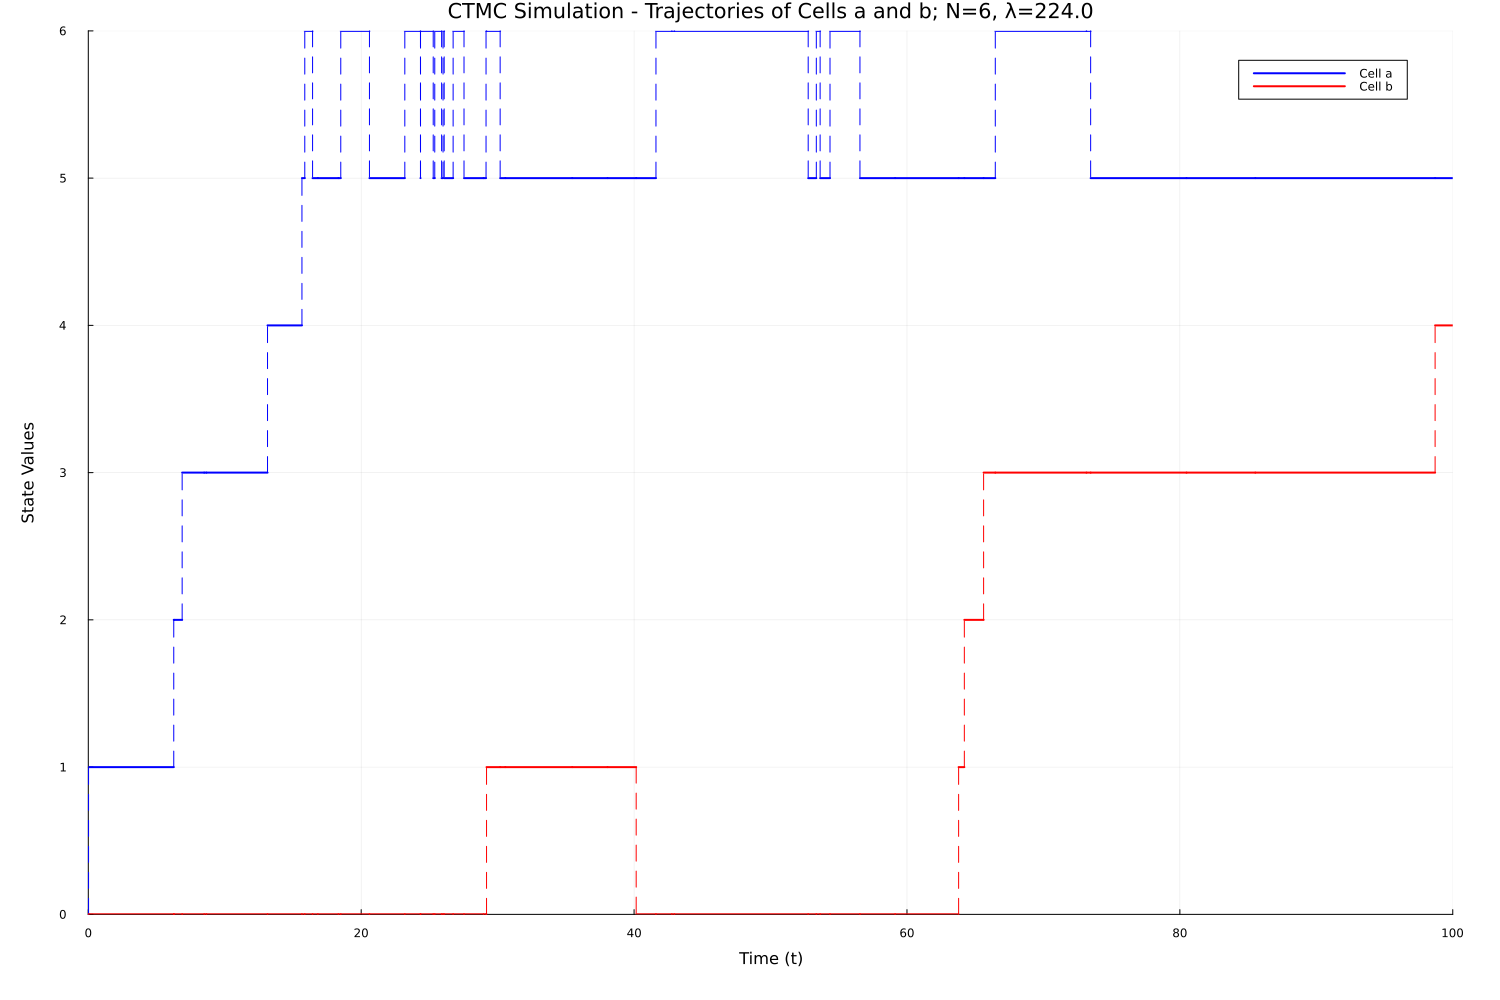 CTMC Simulation - Trajectories of Cells a and b; N=6, λ=224.0
Cell a
Cell b
State Values
6
5
4
3
2
1
0
0 20 40 60 80 100
Time (t)